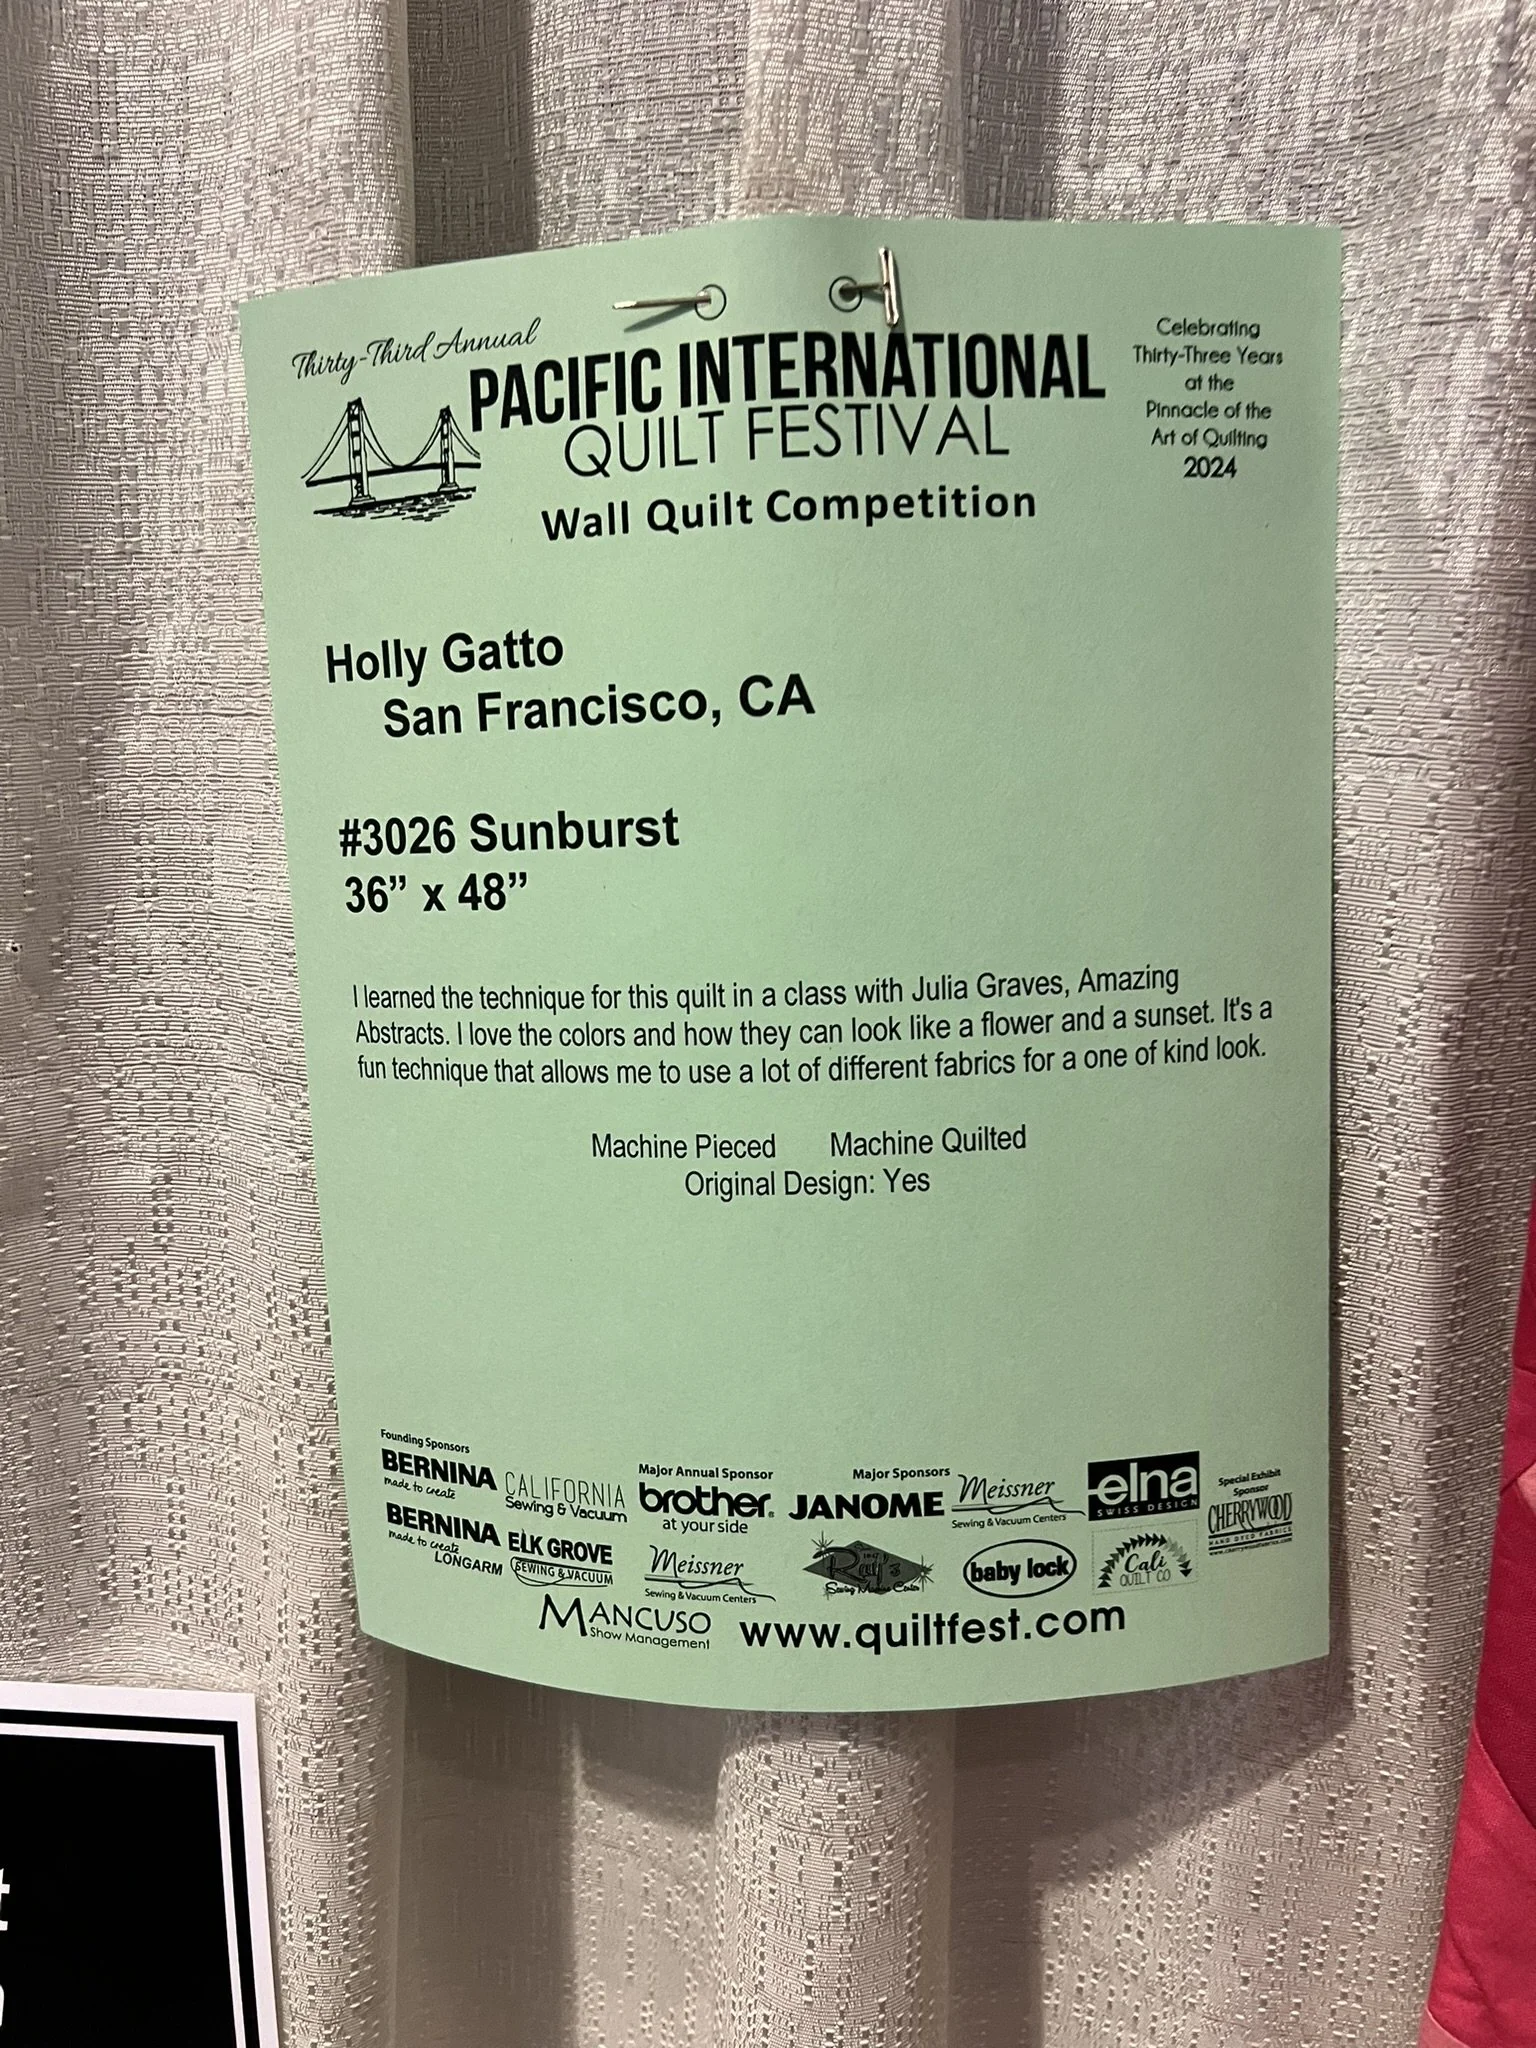 Thirty-Third Annual
PACIFIC INTERNATIONAL
QUILT FESTIVAL
Wall Quilt Competition
Celebrating
Thirty-Three Years
at the
Pinnacle of the
Art of Quilting
2024
Holly Gatto
San Francisco, CA
#3026 Sunburst
36” x 48”
I learned the technique for this quilt in a class with Julia Graves, Amazing
Abstracts. I love the colors and how they can look like a flower and a sunset. It's a
fun technique that allows me to use a lot of different fabrics for a one of kind look.
Machine Pieced Machine Quilted
Original Design: Yes
Founding Sponsors
BERNINA
made to create
CALIFORNIA
Sewing & Vacuum
BERNINA
made to create
LONGARM
ELK GROVE
SEWING & VACUUM
Major Annual Sponsor
brother
at your side
Meissner
Sewing & Vacuum Centers
Major Sponsors
JANOME
Meissner
Sewing & Vacuum Centers
elna
SWISS DESIGN
Ray's
Sewing Machine Center
baby lock
Cali
QUILT CO
Special Exhibit
Sponsor
CHERRYWOOD
HAND DYED FABRICS
MANCUSO
Show Management
www.quiltfest.com